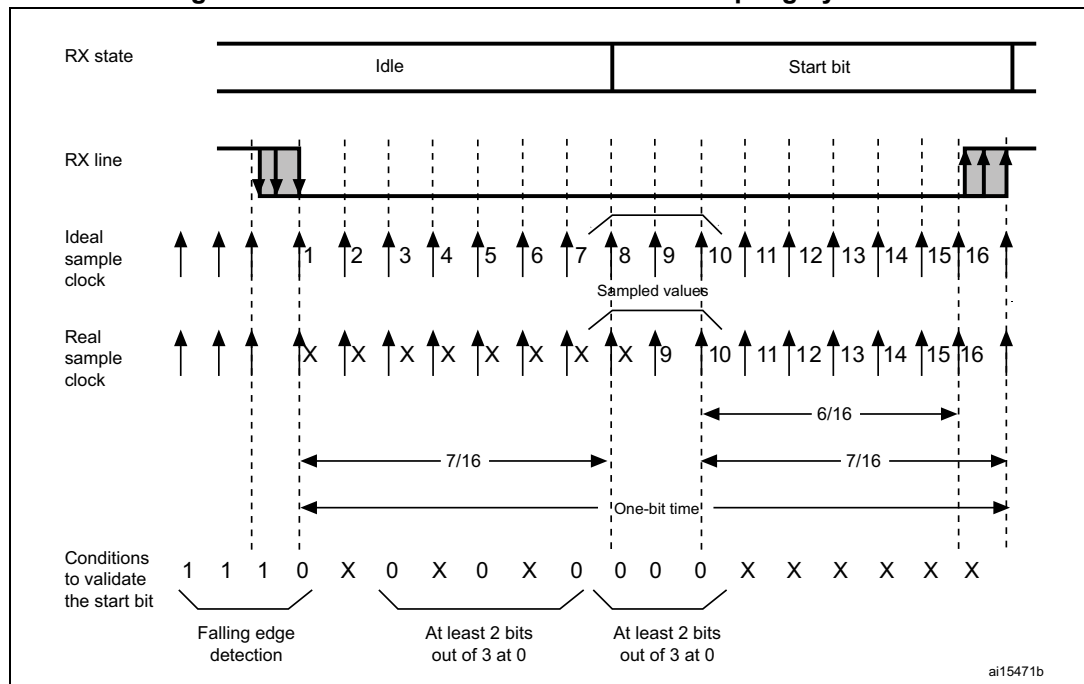 RX state
Idle
Start bit
RX line
Ideal
sample
clock
1 2 3 4 5 6 7 8 9 10 11 12 13 14 15 16
Sampled values
Real
sample
clock
X X X X X X X X 9 10 11 12 13 14 15 16
6/16
7/16
7/16
One-bit time
Conditions
to validate
the start bit
1 1 1 0 X 0 X 0 X 0 0 0 0 X X X X X X
Falling edge
detection
At least 2 bits
out of 3 at 0
At least 2 bits
out of 3 at 0
ai15471b